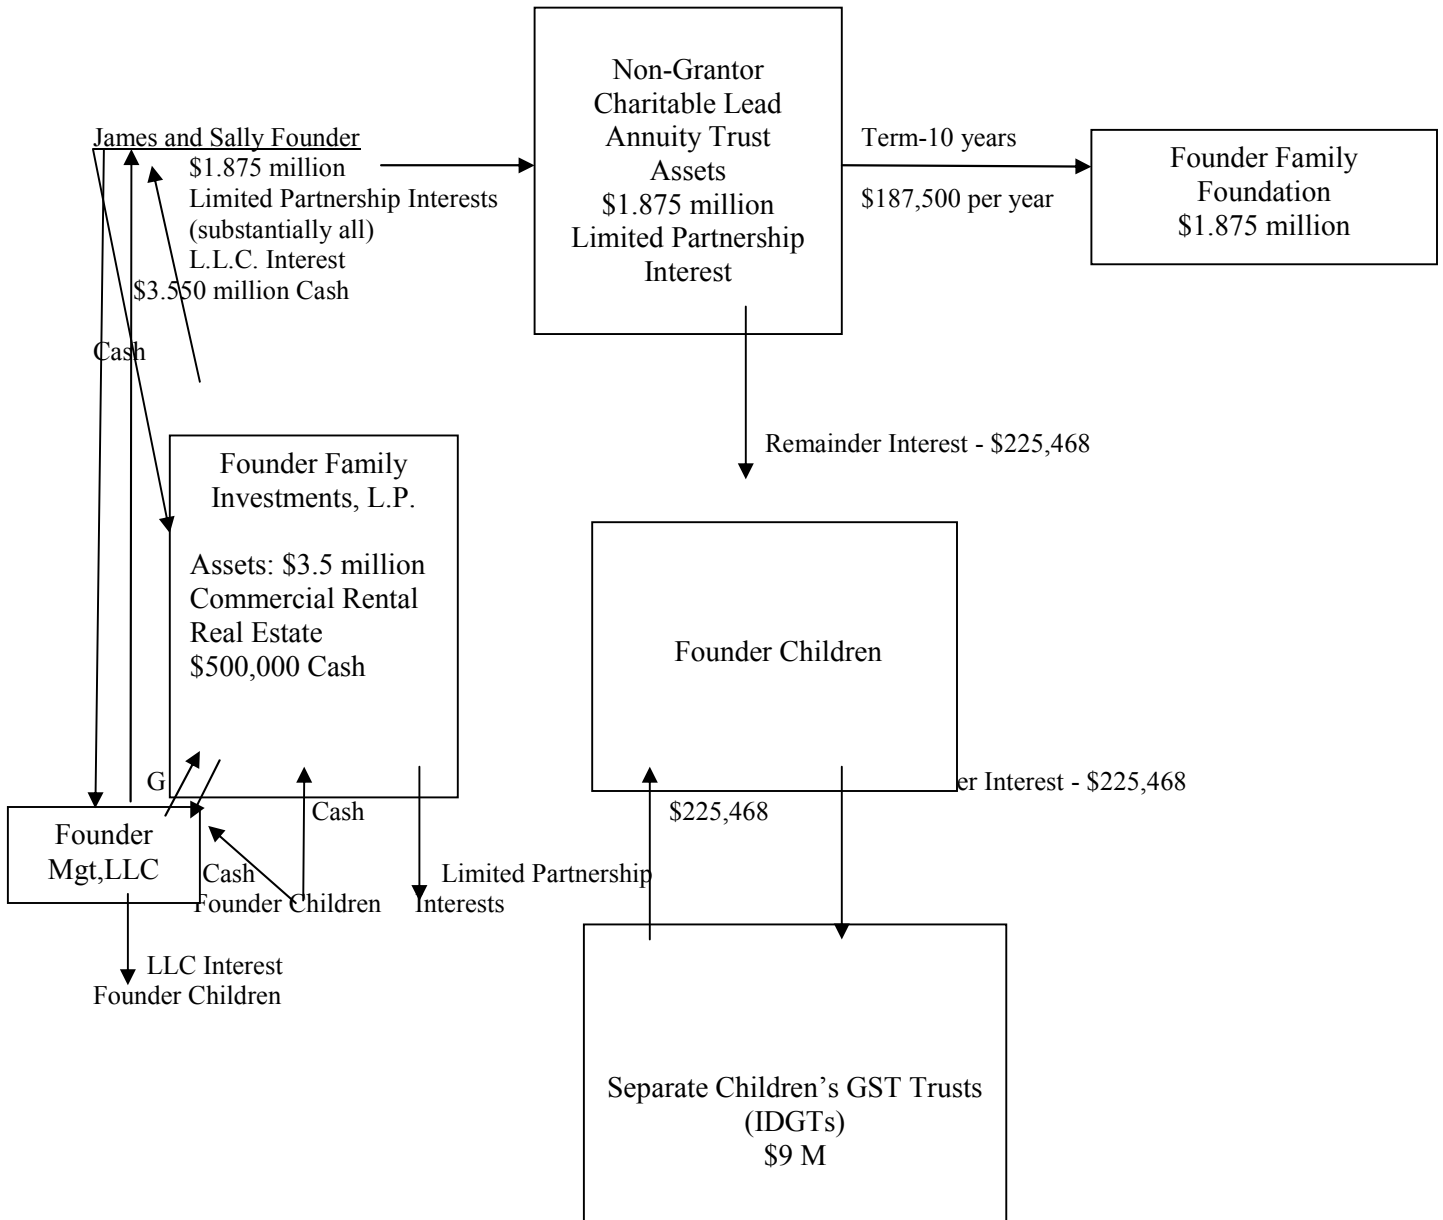 Non-Grantor
Charitable Lead
Annuity Trust
Assets
$1.875 million
Limited Partnership
Interest
James and Sally Founder
$1.875 million
Limited Partnership Interests
(substantially all)
L.L.C. Interest
$3.550 million Cash
Term-10 years
$187,500 per year
Founder Family
Foundation
$1.875 million
Cash
Remainder Interest - $225,468
Founder Family
Investments, L.P.
Assets: $3.5 million
Commercial Rental
Real Estate
$500,000 Cash
Founder Children
G
er Interest - $225,468
Cash
$225,468
Founder
Mgt,LLC
Cash
Founder Children
Limited Partnership
Interests
LLC Interest
Founder Children
Separate Children's GST Trusts
(IDGTs)
$9 M